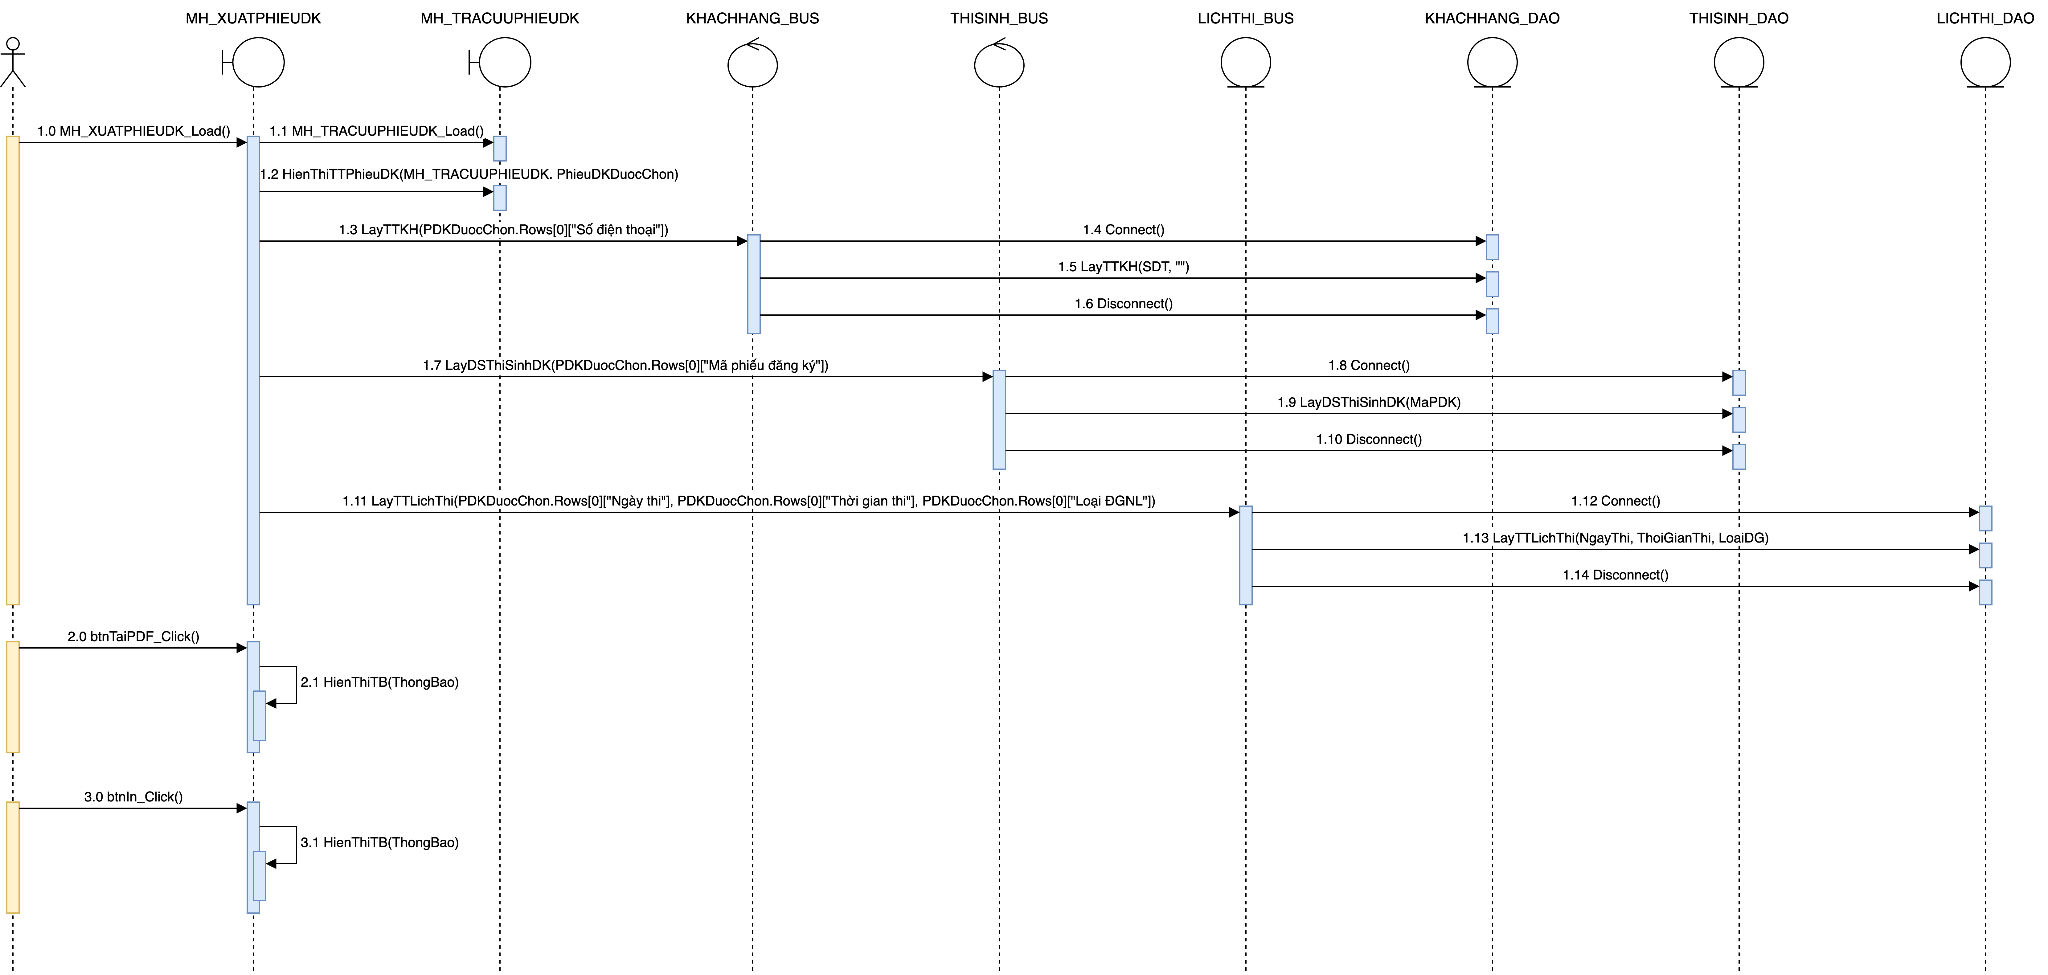 MH_XUATPHIEUDK
MH_TRACUUPHIEUDK
KHACHHANG_BUS
THISINH_BUS
LICHTHI_BUS
KHACHHANG_DAO
THISINH_DAO
LICHTHI_DAO
1.0 MH_XUATPHIEUDK_Load()
1.1 MH_TRACUUPHIEUDK_Load()
1.2 HienThiTTPhieuDK(MH_TRACUUPHIEUDK. PhieuDKDuocChon)
1.3 LayTTKH(PDKDuocChon.Rows[0]["Số điện thoại"])
1.4 Connect()
1.5 LayTTKH(SDT, "")
1.6 Disconnect()
1.7 LayDSThiSinhDK(PDKDuocChon.Rows[0]["Mã phiếu đăng ký"])
1.8 Connect()
1.9 LayDSThiSinhDK(MaPDK)
1.10 Disconnect()
1.11 LayTTLichThi(PDKDuocChon.Rows[0]["Ngày thi"], PDKDuocChon.Rows[0]["Thời gian thi"], PDKDuocChon.Rows[0]["Loại ĐGNL"])
1.12 Connect()
1.13 LayTTLichThi(NgayThi, ThoiGianThi, LoaiDG)
1.14 Disconnect()
2.0 btnTaiPDF_Click()
2.1 HienThiTB(ThongBao)
3.0 btnIn_Click()
3.1 HienThiTB(ThongBao)